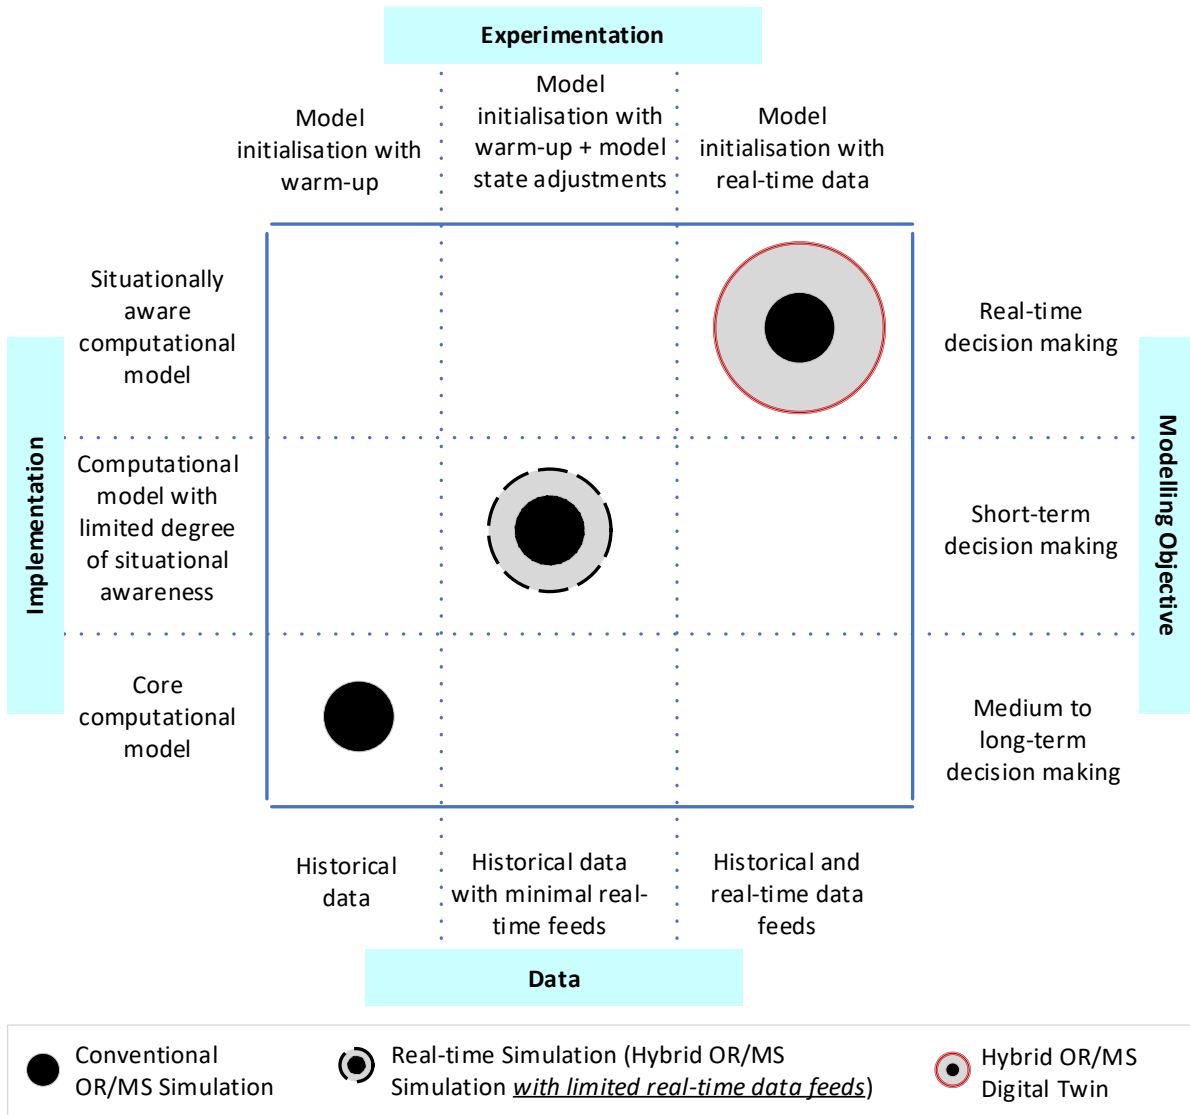 Experimentation
Model
initialisation with
warm-up
Model
initialisation with
warm-up + model
state adjustments
Model
initialisation with
real-time data
Implementation
Situationally
aware
computational
model
Computational
model with
limited degree
of situational
awareness
Core
computational
model
Real-time
decision making
Short-term
decision making
Medium to
long-term
decision making
Modelling Objective
Historical
data
Historical data
with minimal real-
time feeds
Historical and
real-time data
feeds
Data
Conventional
OR/MS Simulation
Real-time Simulation (Hybrid OR/MS
Simulation with limited real-time data feeds)
Hybrid OR/MS
Digital Twin